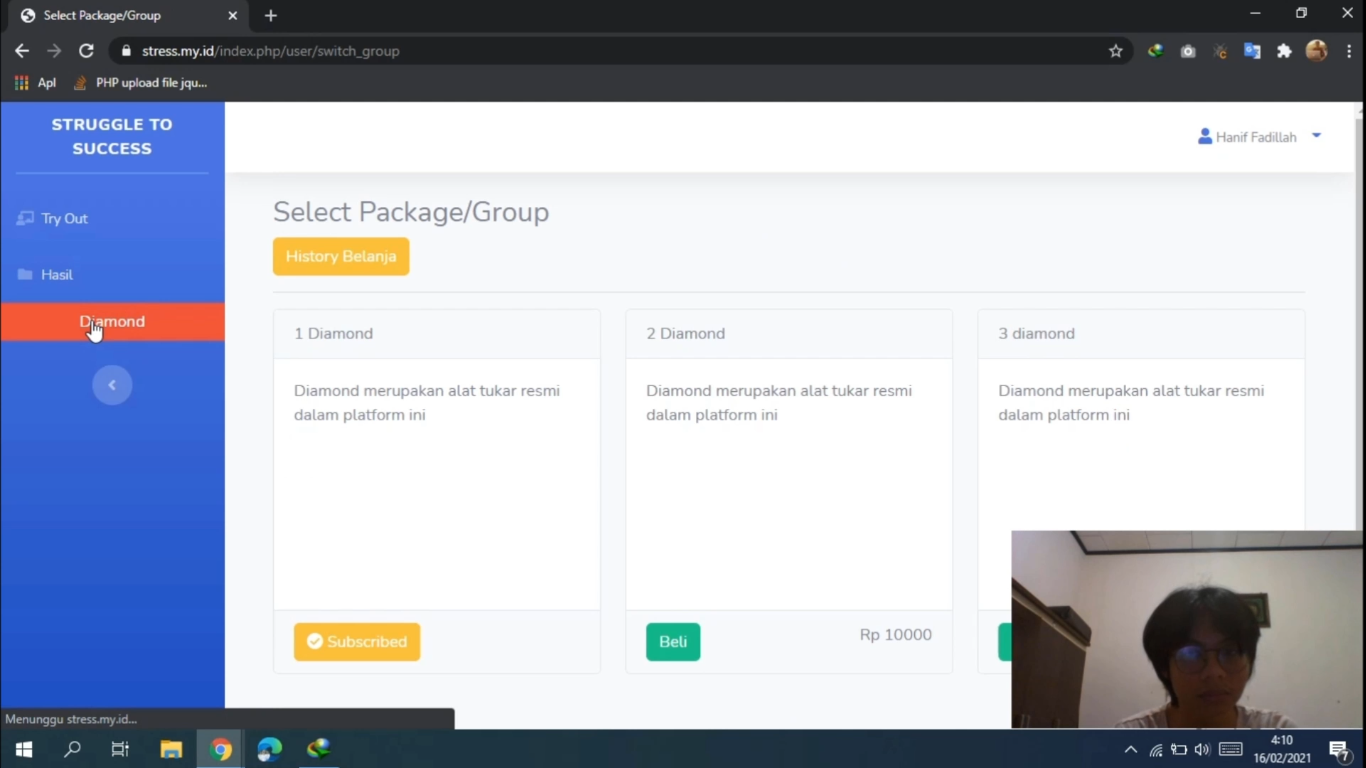 Select Package/Group
stress.my.id/index.php/user/switch_group
Apl
PHP upload file jqu...
STRUGGLE TO
SUCCESS
Hanif Fadillah
Try Out
Hasil
Diamond
Select Package/Group
History Belanja
1 Diamond
Diamond merupakan alat tukar resmi
dalam platform ini
Subscribed
2 Diamond
Diamond merupakan alat tukar resmi
dalam platform ini
Beli
Rp 10000
3 diamond
Diamond merupakan alat tukar resmi
dalam platform ini
Menunggu stress.my.id...
4:10
16/02/2021
7